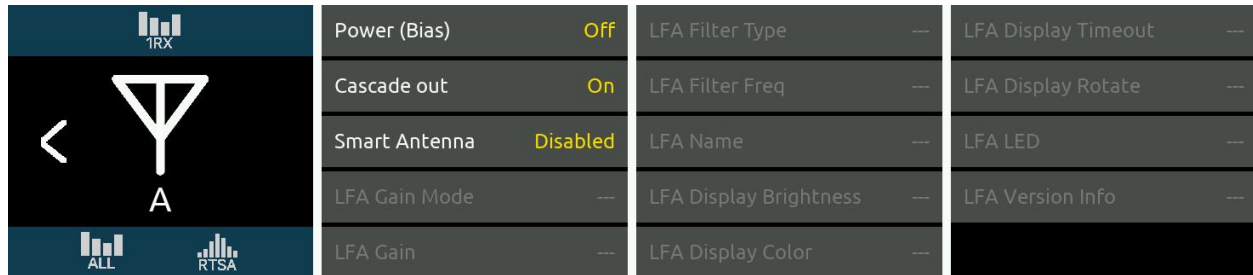 1RX
A
ALL
RTSA
Power (Bias) Off
Cascade out On
Smart Antenna Disabled
LFA Gain Mode ---
LFA Gain ---
LFA Filter Type ---
LFA Filter Freq ---
LFA Name ---
LFA Display Brightness ---
LFA Display Color ---
LFA Display Timeout ---
LFA Display Rotate ---
LFA LED ---
LFA Version Info ---